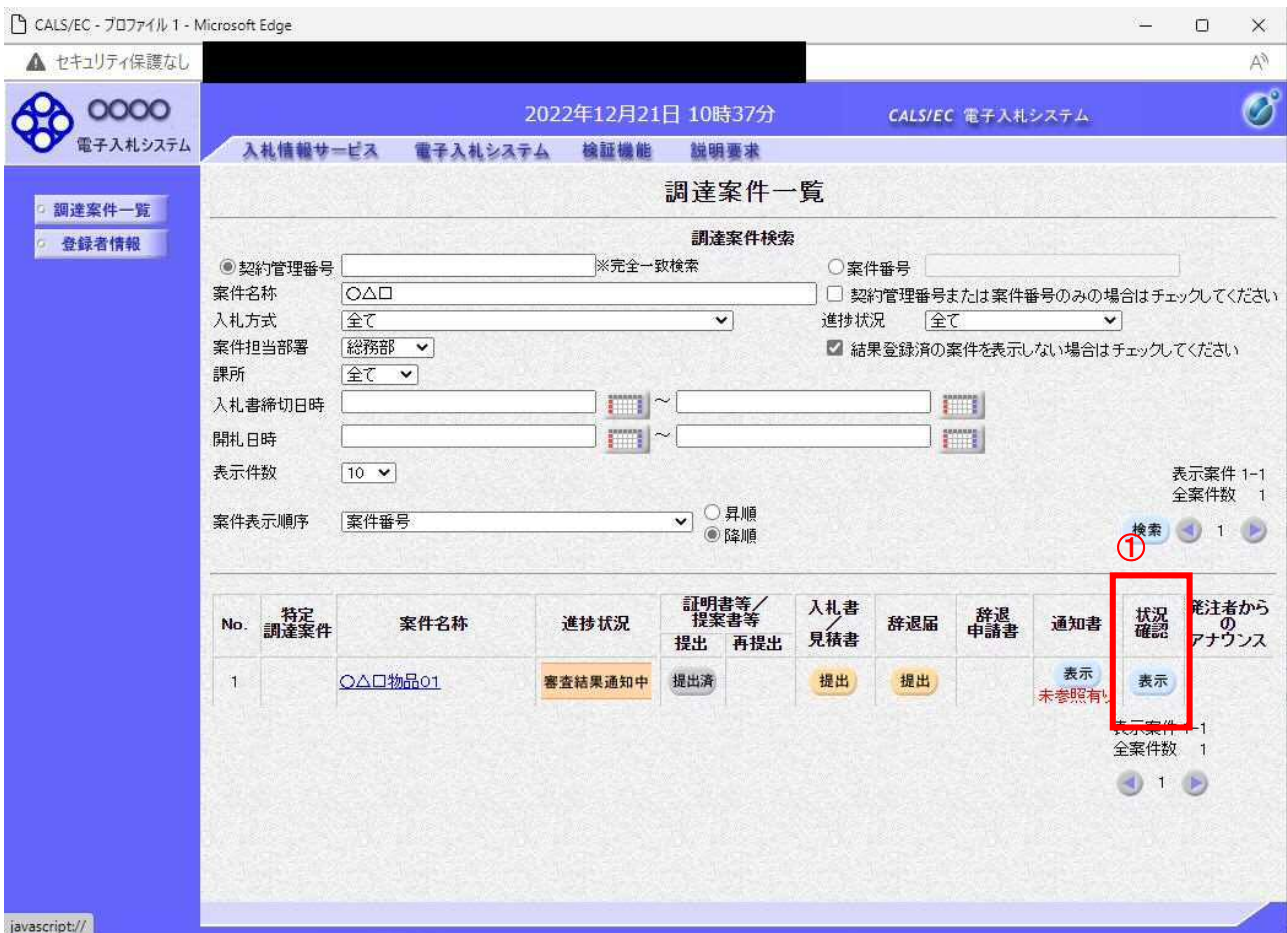 CALS/EC - プロファイル 1 - Microsoft Edge
セキュリティ保護なし
〇〇〇〇
電子入札システム
2022年12月21日 10時37分
CALS/EC 電子入札システム
入札情報サービス 電子入札システム 検証機能 説明要求
調達案件一覧
登録者情報
調達案件一覧
調達案件検索
契約管理番号 ※完全一致検索 案件番号
案件名称 〇△□ 契約管理番号または案件番号のみの場合はチェックしてください
入札方式 全て 進捗状況 全て
案件担当部署 総務部 結果登録済の案件を表示しない場合はチェックしてください
課所 全て
入札書締切日時 ～
開札日時 ～
表示件数 10
表示案件 1-1
全案件数 1
案件表示順序 案件番号 昇順
降順
検索 1
①
No. 特定調達案件 案件名称 進捗状況 証明書等／提案書等 入札書／見積書 辞退届 辞退申請書 通知書 状況確認 発注者からのアナウンス
提出 再提出
1 〇△□物品01 審査結果通知中 提出済 提出 提出 表示 表示
未参照有り
表示案件 1-1
全案件数 1
1
javascript://